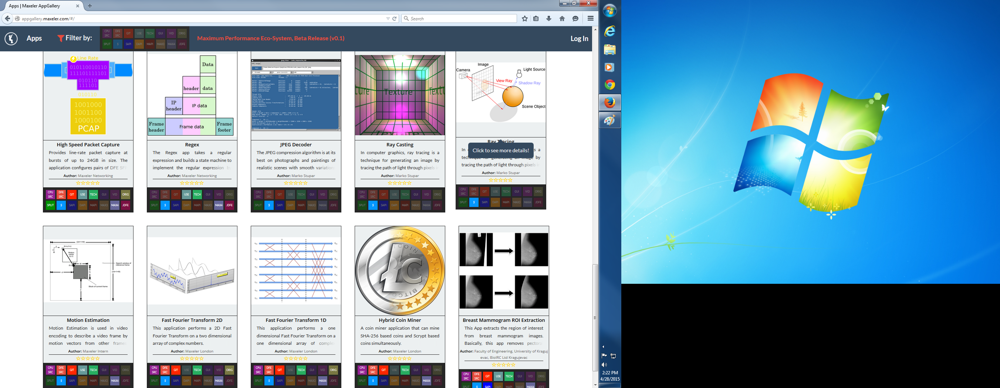 Apps | Maxeler AppGallery
appgallery.maxeler.com/#/
Search
Apps
Filter by:
CPU SRC DFE SRC GIT USE TECH GUI VID ORIG
SPLIT $ SAPI DAPI MAPI MAX3 MAX4 JDFE
Maximum Performance Eco-System, Beta Release (v0.1)
Log In
Line Rate
010110010110
111101111101
010110
111101
010110
1001000
1001100
1000100
PCAP
High Speed Packet Capture
Provides line-rate packet capture at
bursts of up to 24GB in size. The
application configures pairs of DFE SF
Author: Maxeler Networking
CPU SRC DFE SRC GIT USE TECH GUI VID ORIG
SPLIT $ SAPI DAPI MAPI MAX3 MAX4 JDFE
Data
header data
IP header IP data
Frame header Frame data Frame footer
Regex
The Regex app takes a regular
expression and builds a state machine to
implement the regular expression by
Author: Maxeler Networking
CPU SRC DFE SRC GIT USE TECH GUI VID ORIG
SPLIT $ SAPI DAPI MAPI MAX3 MAX4 JDFE
JPEG Decoder
The JPEG compression algorithm is at its
best on photographs and paintings of
realistic scenes with smooth variation
Author: Marko Stupar
CPU SRC DFE SRC GIT USE TECH GUI VID ORIG
SPLIT $ SAPI DAPI MAPI MAX3 MAX4 JDFE
Texture
Ray Casting
In computer graphics, ray tracing is a
technique for generating an image by
tracing the path of light through pixels in
Author: Marko Stupar
CPU SRC DFE SRC GIT USE TECH GUI VID ORIG
SPLIT $ SAPI DAPI MAPI MAX3 MAX4 JDFE
Image
Camera
Light Source
View Ray
Shadow Ray
Scene Object
Ray Tracing
Click to see more details!
technique for generating an image by
tracing the path of light through pixels in
Author: Marko Stupar
CPU SRC DFE SRC GIT USE TECH GUI VID ORIG
SPLIT $ SAPI DAPI MAPI MAX3 MAX4 JDFE
(2d+1+M)
Motion
vector
(u,v)
Search window of
reference frame
(2d+1+M)
Block of current frame
Motion Estimation
Motion Estimation is used in video
encoding to describe a video frame by
motion vectors from other frames
Author: Maxeler Intern
CPU SRC DFE SRC GIT USE TECH GUI VID ORIG
SPLIT $ SAPI DAPI MAPI MAX3 MAX4 JDFE
Fast Fourier Transform 2D
This application performs a 2D Fast
Fourier Transform on a two dimensional
array of complex numbers.
Author: Maxeler London
CPU SRC DFE SRC GIT USE TECH GUI VID ORIG
SPLIT $ SAPI DAPI MAPI MAX3 MAX4 JDFE
Fast Fourier Transform 1D
This application performs a one
dimensional Fast Fourier Transform on a
one dimensional array of complex
Author: Maxeler London
CPU SRC DFE SRC GIT USE TECH GUI VID ORIG
SPLIT $ SAPI DAPI MAPI MAX3 MAX4 JDFE
Hybrid Coin Miner
A coin miner application that can mine
SHA-256 based coins and Scrypt based
coins simultaneously.
Author: Maxeler London
CPU SRC DFE SRC GIT USE TECH GUI VID ORIG
SPLIT $ SAPI DAPI MAPI MAX3 MAX4 JDFE
Breast Mammogram ROI Extraction
This App extracts the region of interest
from breast mammogram images.
Basically, this app removes pectora
Author: Faculty of Engineering, University of Kraguj
evac, BioIRC Ltd Kragujevac
CPU SRC DFE SRC GIT USE TECH GUI VID ORIG
SPLIT $ SAPI DAPI MAPI MAX3 MAX4 JDFE
2:22 PM
4/28/2015